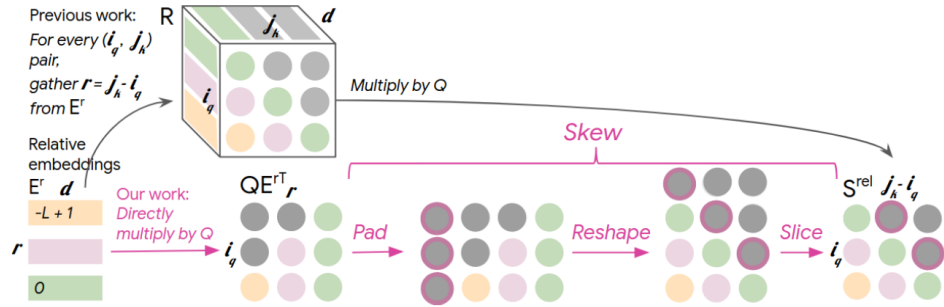 Previous work:
For every (i_q, j_k)
pair,
gather r = j_k - i_q
from E^r
R
j_k
d
i_q
Multiply by Q
Skew
Relative
embeddings
E^r d
-L + 1
r
0
Our work:
Directly
multiply by Q
QE^rT r
i_q
Pad
Reshape
Slice
S^rel j_k - i_q
i_q